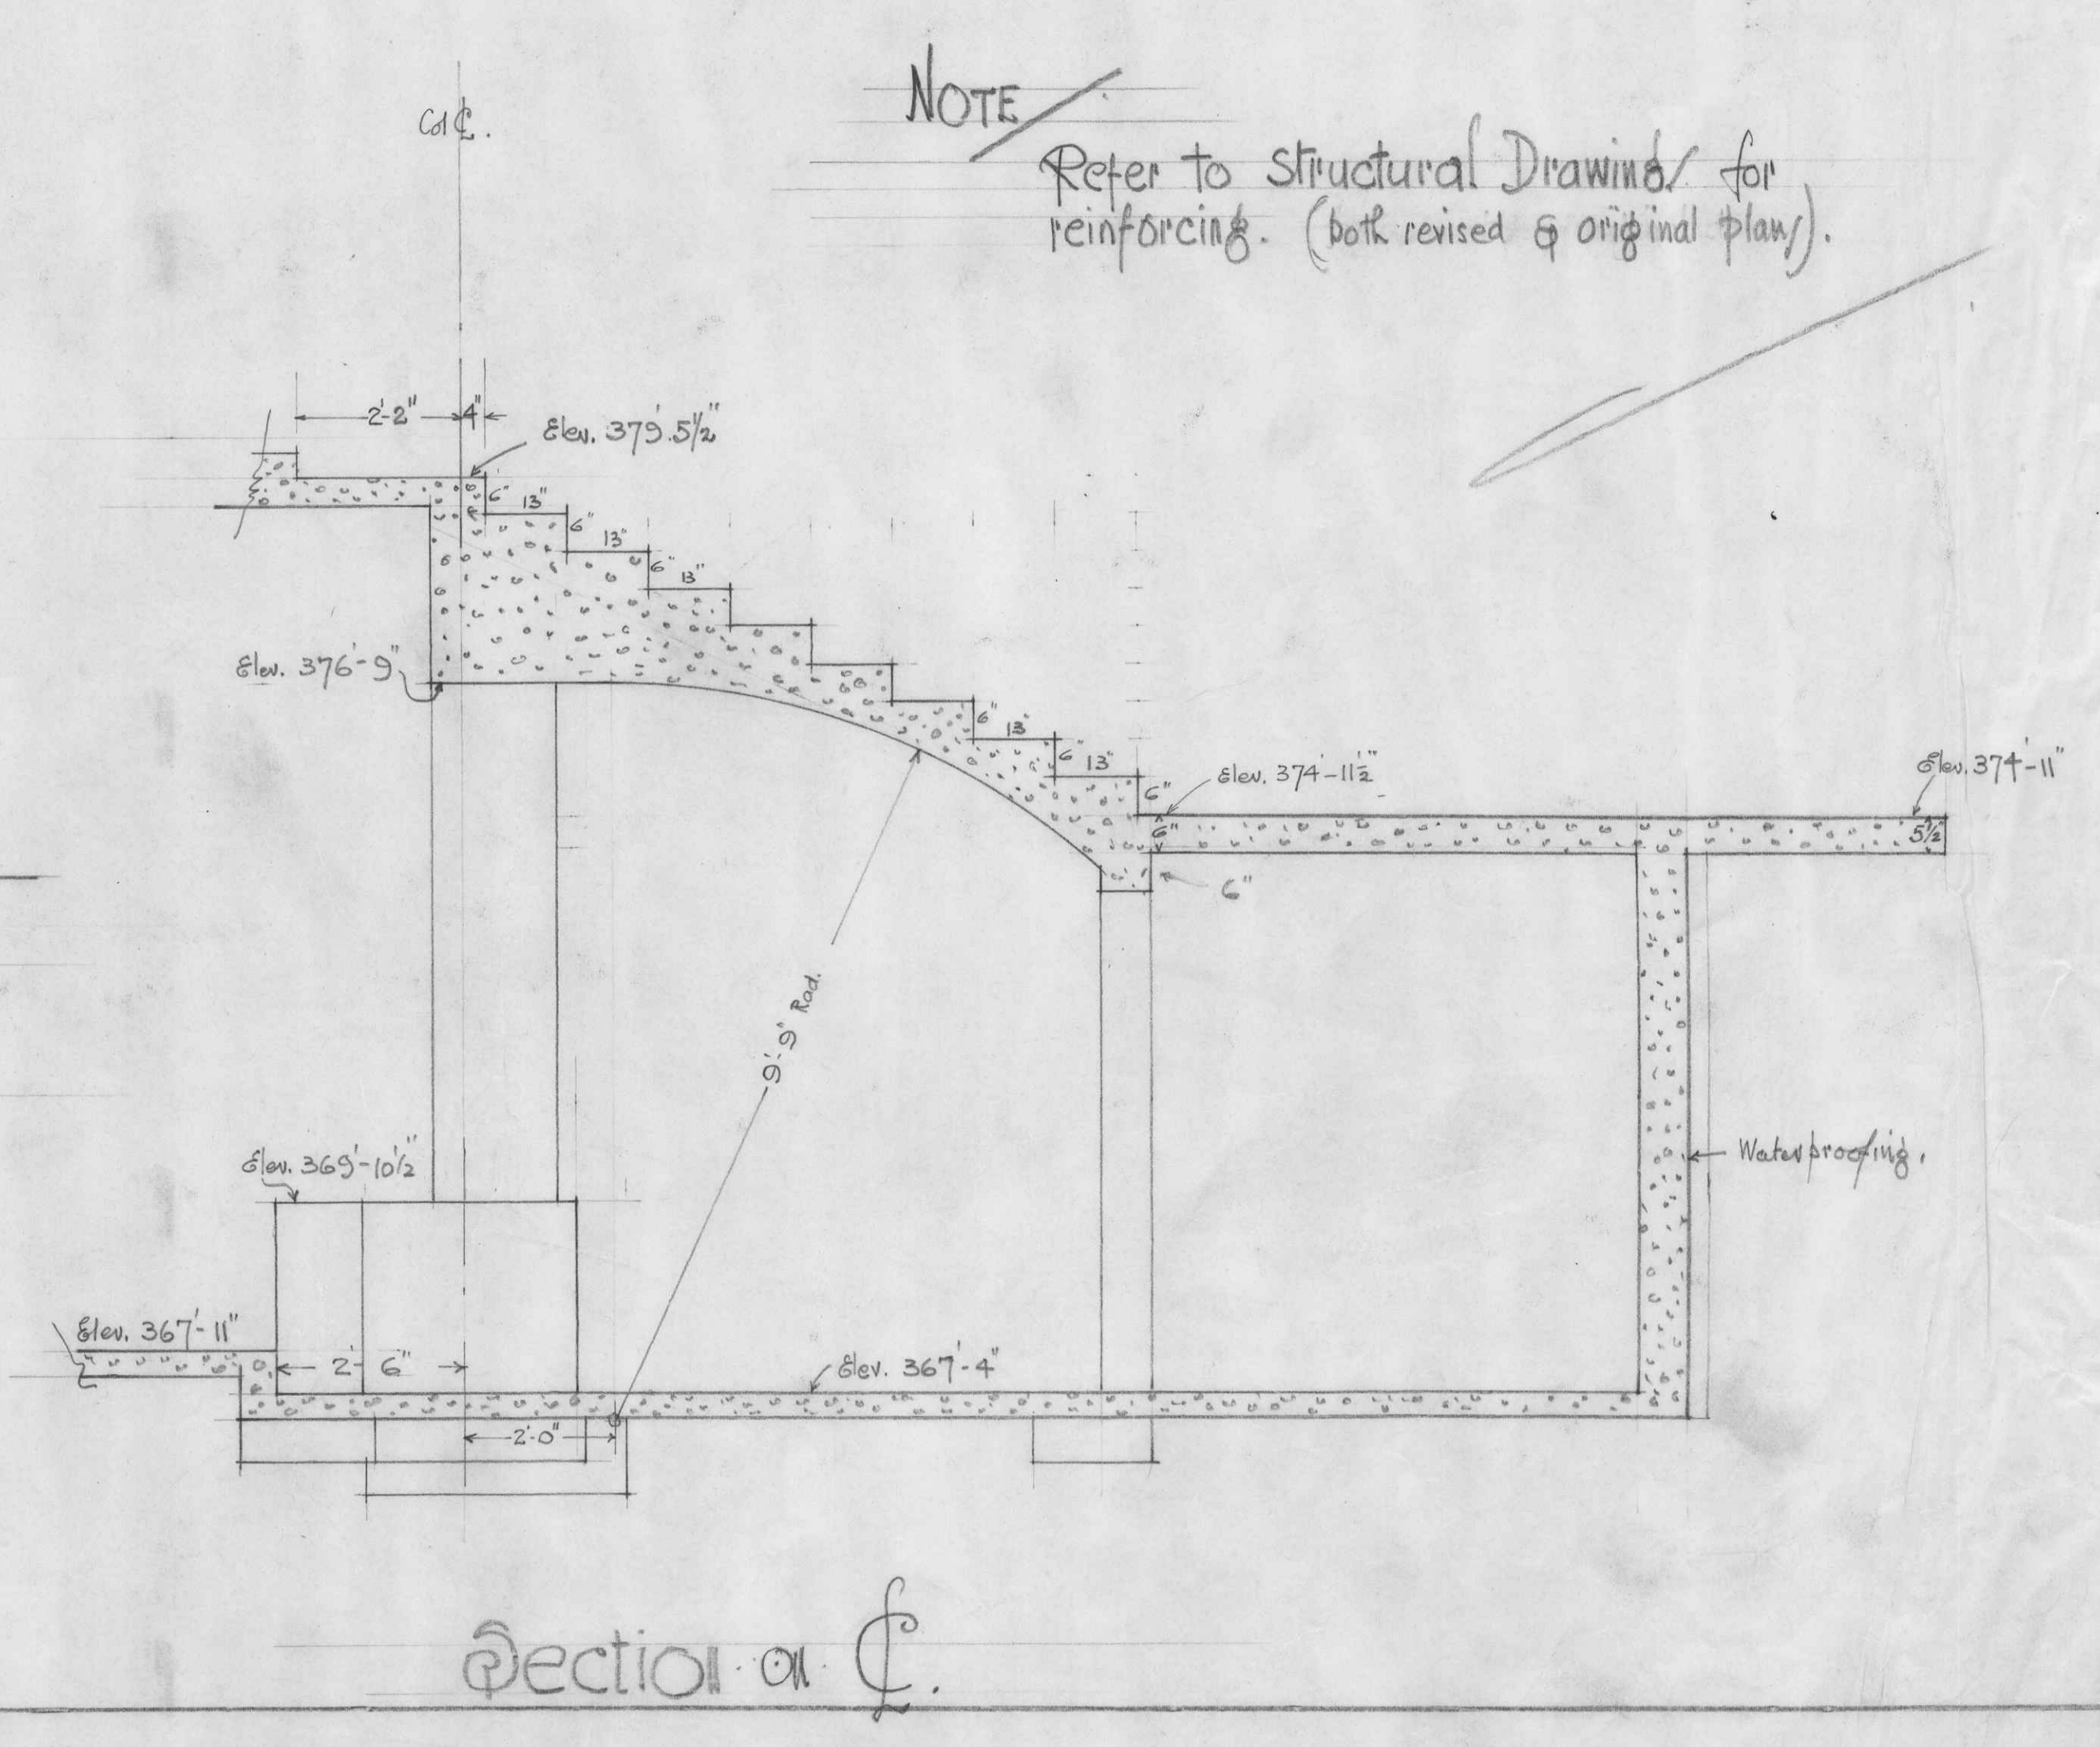 Col ℄.
NOTE
Refer to Structural Drawings for
reinforcing. (both revised & original plans).
2'-2"
4"
Elev. 379'.5½"
6"
13"
6"
13"
6"
13"
Elev. 376'-9"
6"
13"
6"
13"
6"
Elev. 374'-11½"
Elev. 374'-11"
6"
5½"
6"
9'-9" Rad.
Waterproofing.
Elev. 369'-10½"
Elev. 367'-11"
2'-6"
Elev. 367'-4"
2'-0"
Section on ℄.